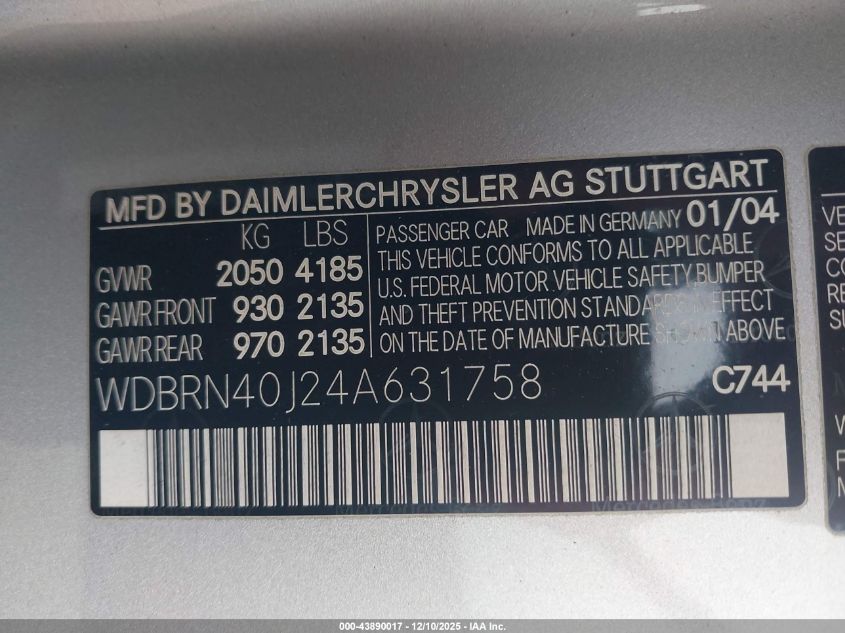 MFD BY DAIMLERCHRYSLER AG STUTTGART
KG LBS
GVWR 2050 4185
GAWR FRONT 930 2135
GAWR REAR 970 2135
PASSENGER CAR MADE IN GERMANY 01/04
THIS VEHICLE CONFORMS TO ALL APPLICABLE
U.S. FEDERAL MOTOR VEHICLE SAFETY BUMPER
AND THEFT PREVENTION STANDARDS IN EFFECT
ON THE DATE OF MANUFACTURE SHOWN ABOVE
WDBRN40J24A631758 C744
000-43890017 - 12/10/2025 - IAA Inc.